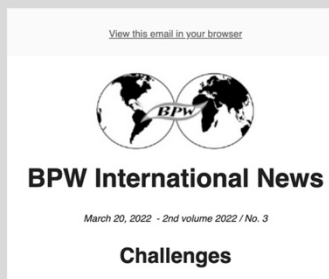 View this email in your browser
BPW
BPW International News
March 20, 2022 - 2nd volume 2022 / No. 3
Challenges